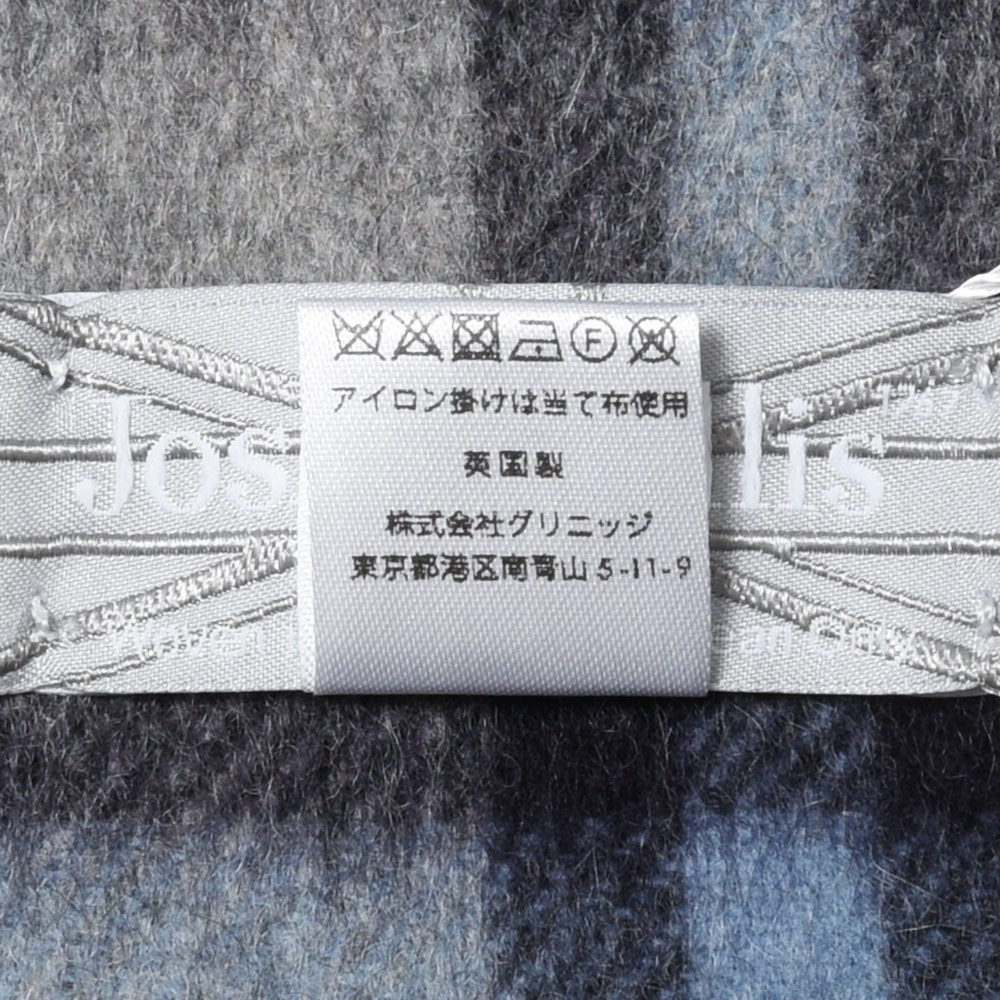 アイロン掛けは当て布使用
英国製
株式会社グリニッジ
東京都港区南青山 5-11-9
Jos lis